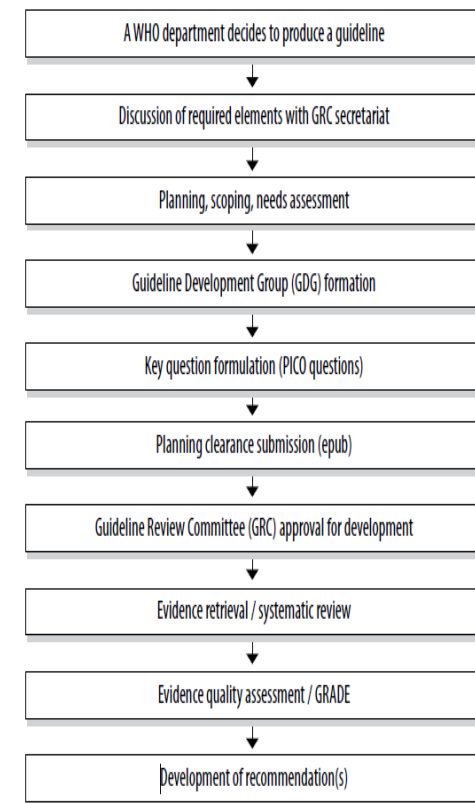 A WHO department decides to produce a guideline
Discussion of required elements with GRC secretariat
Planning, scoping, needs assessment
Guideline Development Group (GDG) formation
Key question formulation (PICO questions)
Planning clearance submission (epub)
Guideline Review Committee (GRC) approval for development
Evidence retrieval / systematic review
Evidence quality assessment / GRADE
Development of recommendation(s)